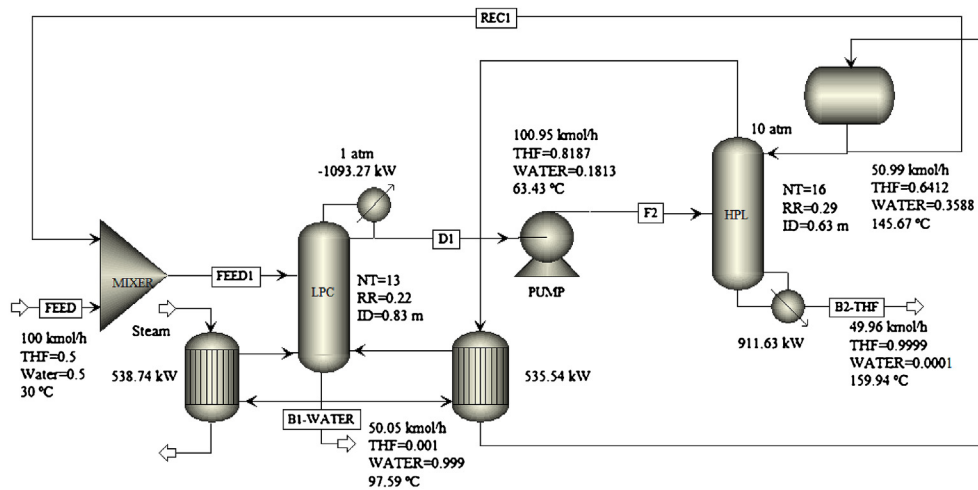 REC1
1 atm
-1093.27 kW
100.95 kmol/h
THF=0.8187
WATER=0.1813
63.43 ºC
10 atm
50.99 kmol/h
THF=0.6412
WATER=0.3588
145.67 ºC
NT=16
RR=0.29
ID=0.63 m
HPL
F2
D1
PUMP
FEED1
MIXER
FEED
100 kmol/h
THF=0.5
Water=0.5
30 ºC
Steam
LPC
NT=13
RR=0.22
ID=0.83 m
538.74 kW
535.54 kW
911.63 kW
B2-THF
49.96 kmol/h
THF=0.9999
WATER=0.0001
159.94 ºC
B1-WATER
50.05 kmol/h
THF=0.001
WATER=0.999
97.59 ºC